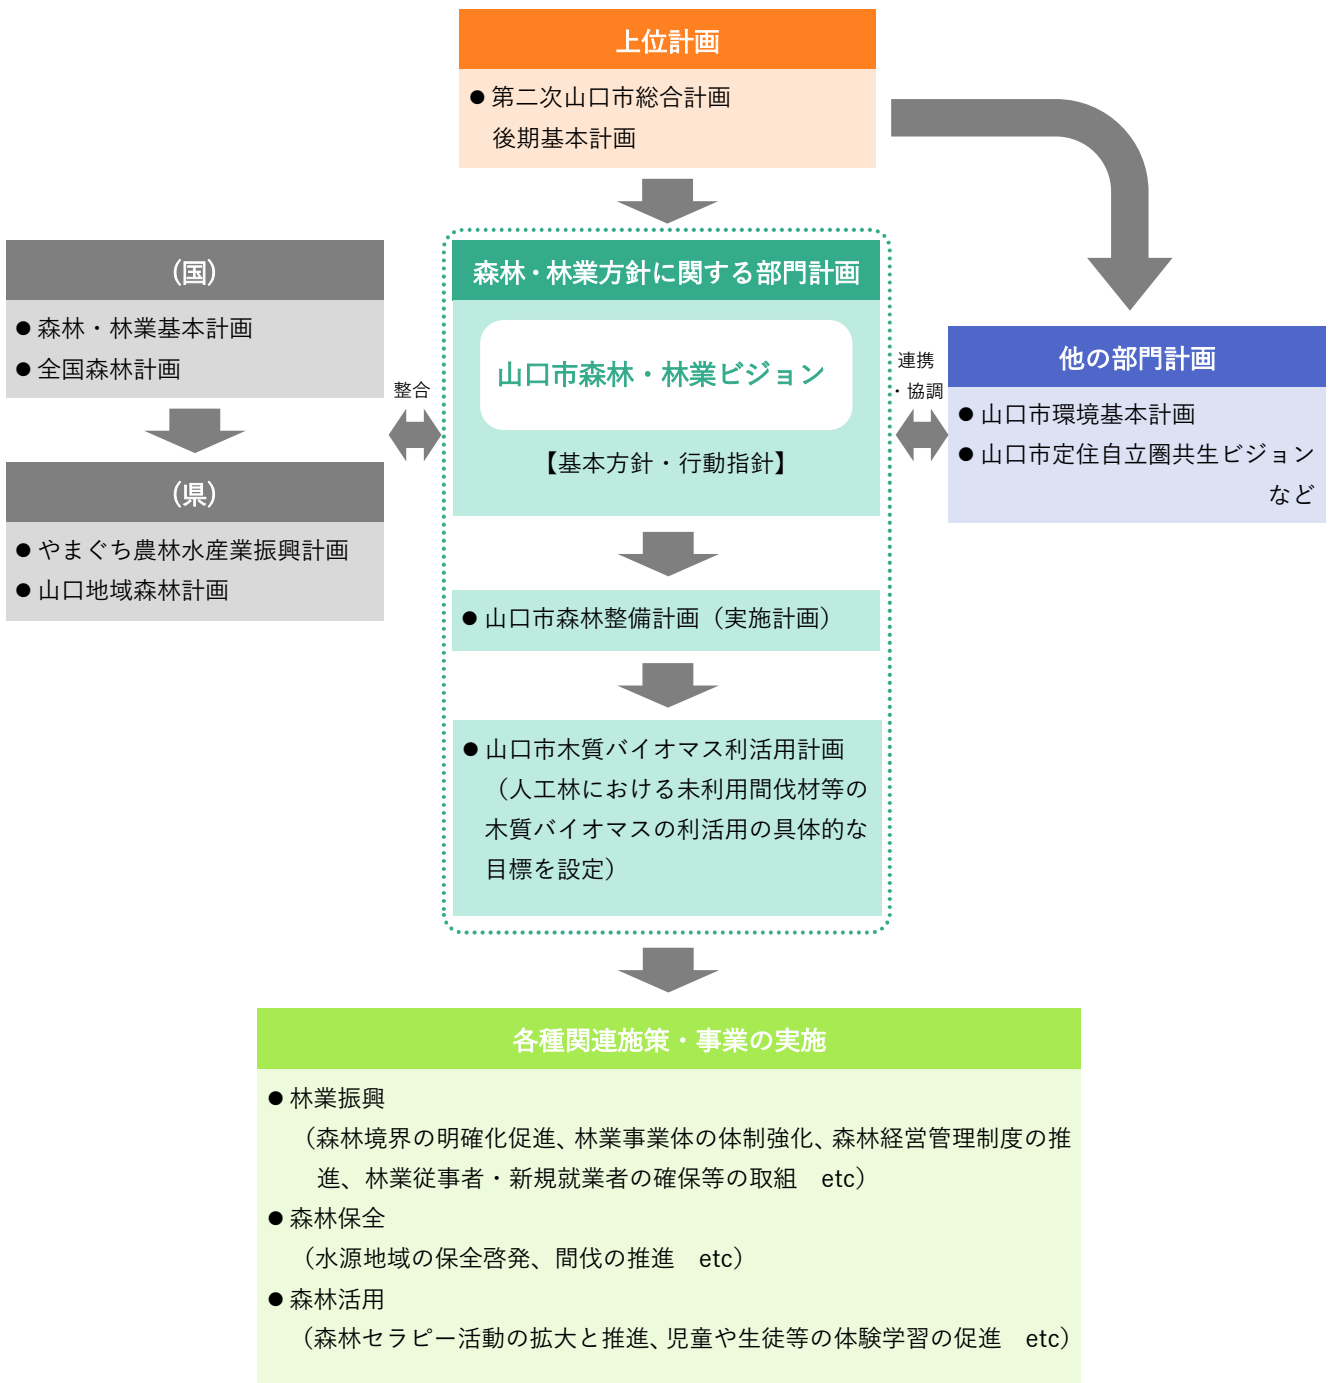 上位計画
● 第二次山口市総合計画
後期基本計画
（国）
● 森林・林業基本計画
● 全国森林計画
（県）
● やまぐち農林水産業振興計画
● 山口地域森林計画
整合
森林・林業方針に関する部門計画
山口市森林・林業ビジョン
【基本方針・行動指針】
● 山口市森林整備計画（実施計画）
● 山口市木質バイオマス利活用計画
（人工林における未利用間伐材等の
木質バイオマスの利活用の具体的な
目標を設定）
連携
・協調
他の部門計画
● 山口市環境基本計画
● 山口市定住自立圏共生ビジョン
など
各種関連施策・事業の実施
● 林業振興
（森林境界の明確化促進、林業事業体の体制強化、森林経営管理制度の推
進、林業従事者・新規就業者の確保等の取組　etc）
● 森林保全
（水源地域の保全啓発、間伐の推進　etc）
● 森林活用
（森林セラピー活動の拡大と推進、児童や生徒等の体験学習の促進　etc）